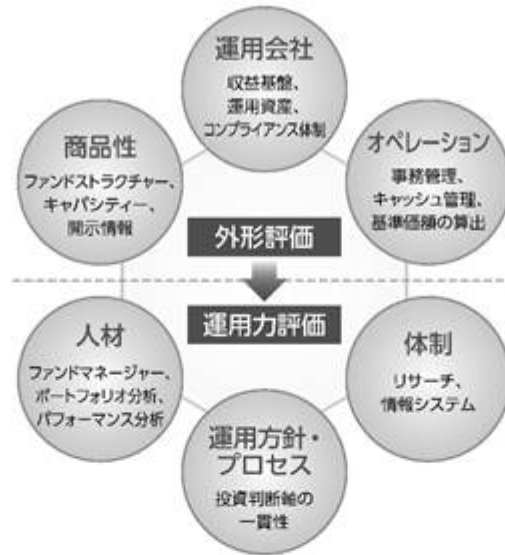 運用会社
収益基盤、
運用資産、
コンプライアンス体制
商品性
ファンドストラクチャー、
キャパシティー、
開示情報
オペレーション
事務管理、
キャッシュ管理、
基準価額の算出
外形評価
運用力評価
人材
ファンドマネージャー、
ポートフォリオ分析、
パフォーマンス分析
体制
リサーチ、
情報システム
運用方針・
プロセス
投資判断軸の
一貫性